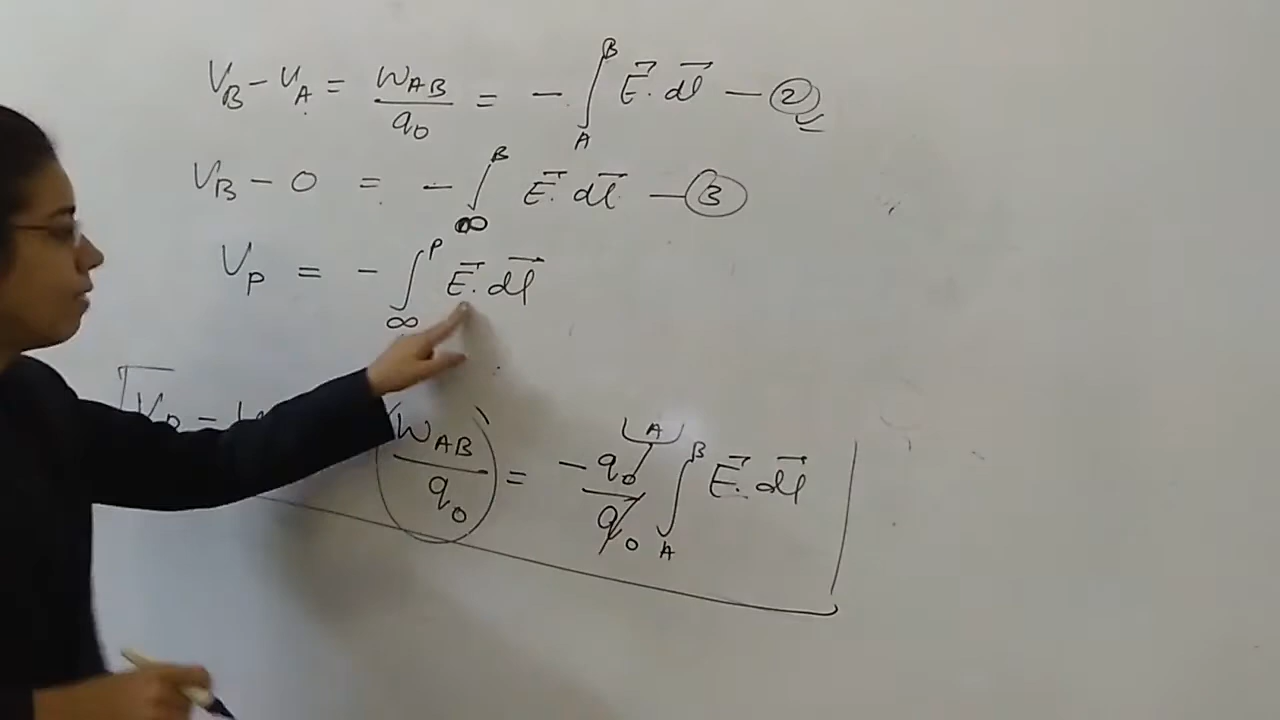 V_B - V_A = W_AB / q_0 = - ∫_A^B E⃗ . dl⃗ - (2)
V_B - 0 = - ∫_∞^B E⃗ . dl⃗ - (3)
V_P = - ∫_∞^P E⃗ . dl⃗
W_AB / q_0 = - q_0 / q_0 ∫_A^B E⃗ . dl⃗
A